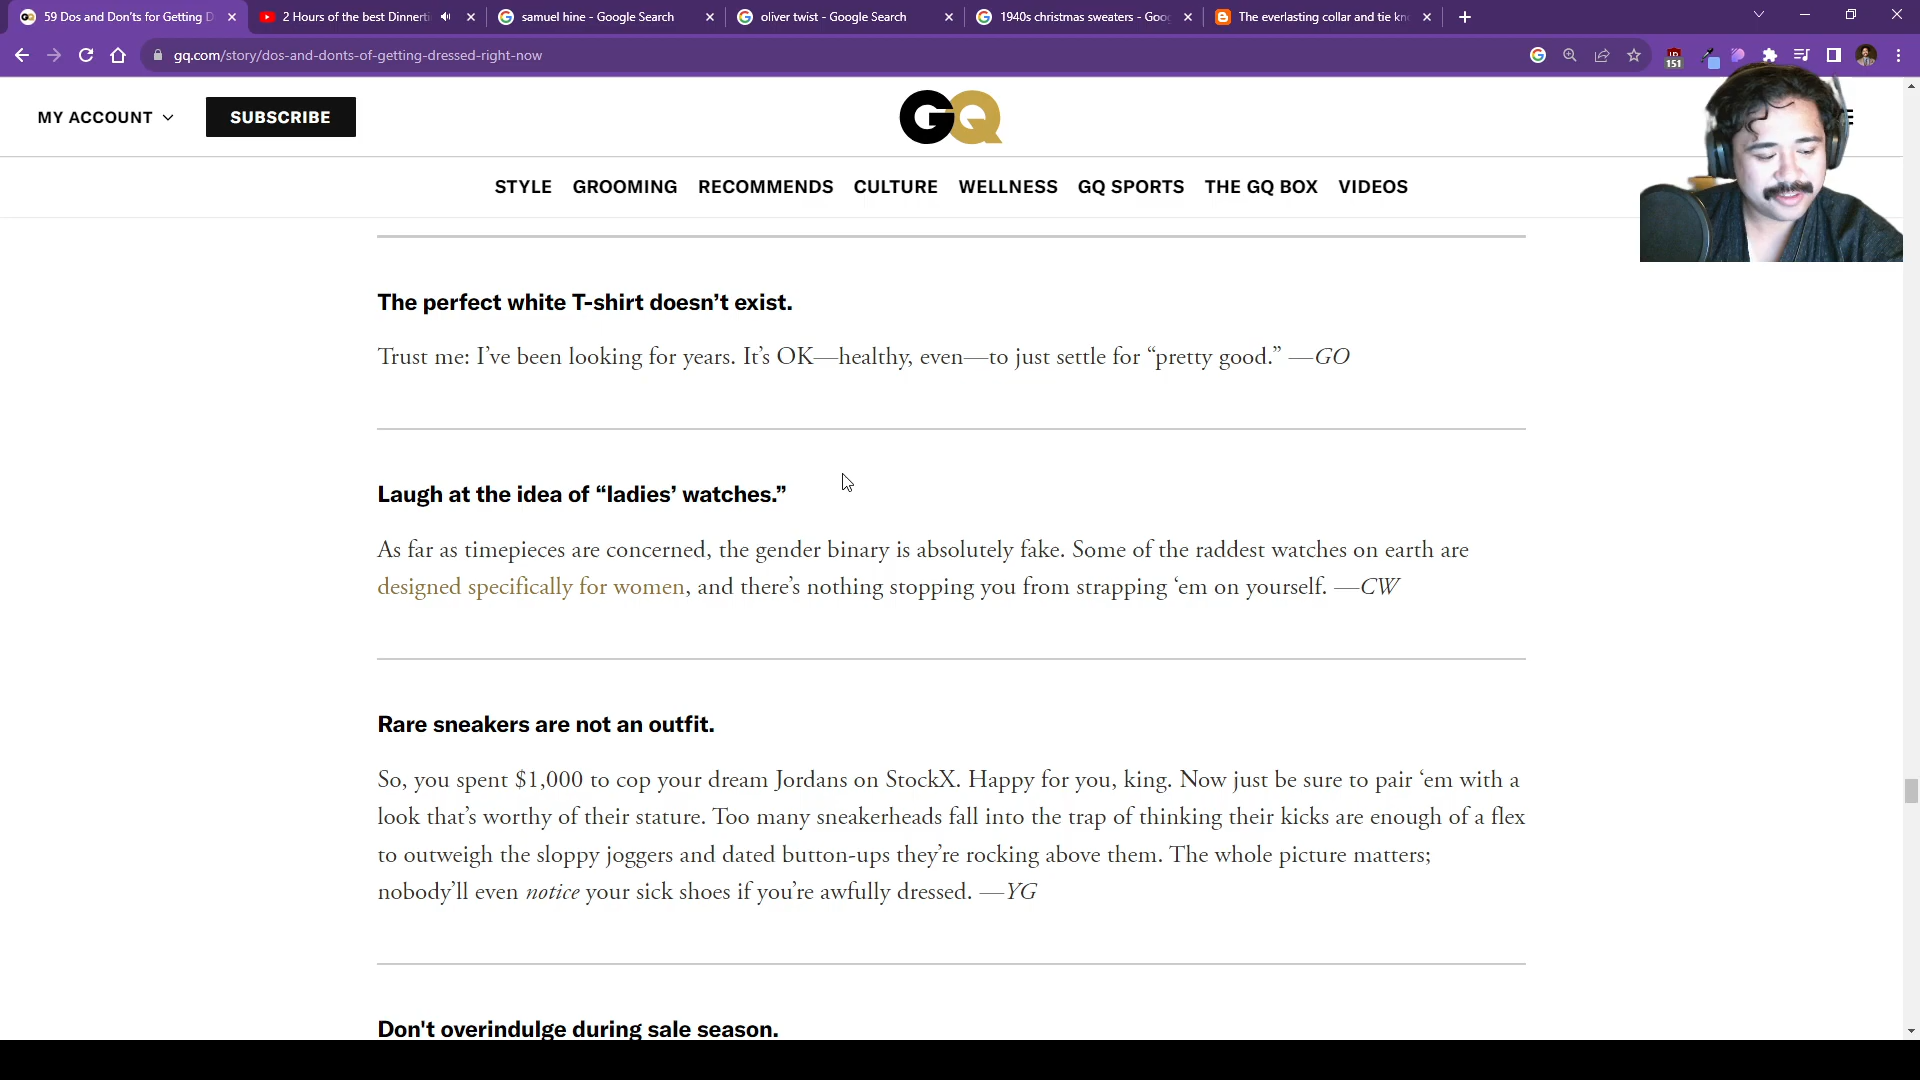 59 Dos and Don'ts for Getting D
2 Hours of the best Dinnerti
samuel hine - Google Search
oliver twist - Google Search
1940s christmas sweaters - Goog
The everlasting collar and tie kn
gq.com/story/dos-and-donts-of-getting-dressed-right-now
151
MY ACCOUNT
SUBSCRIBE
GQ
STYLE GROOMING RECOMMENDS CULTURE WELLNESS GQ SPORTS THE GQ BOX VIDEOS
The perfect white T-shirt doesn’t exist.
Trust me: I’ve been looking for years. It’s OK—healthy, even—to just settle for “pretty good.” —GO
Laugh at the idea of “ladies’ watches.”
As far as timepieces are concerned, the gender binary is absolutely fake. Some of the raddest watches on earth are
designed specifically for women, and there’s nothing stopping you from strapping ‘em on yourself. —CW
Rare sneakers are not an outfit.
So, you spent $1,000 to cop your dream Jordans on StockX. Happy for you, king. Now just be sure to pair ‘em with a
look that’s worthy of their stature. Too many sneakerheads fall into the trap of thinking their kicks are enough of a flex
to outweigh the sloppy joggers and dated button-ups they’re rocking above them. The whole picture matters;
nobody’ll even notice your sick shoes if you’re awfully dressed. —YG
Don't overindulge during sale season.